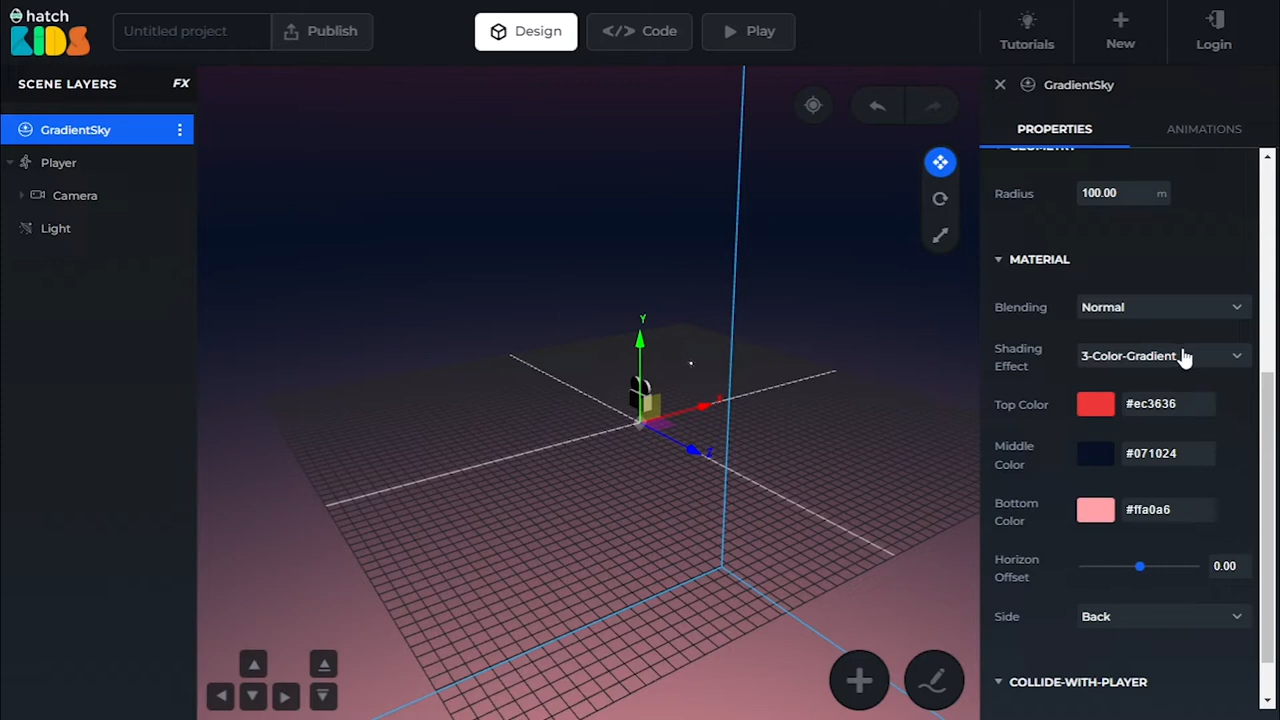 hatch
KIDS
Untitled project
Publish
Design
</> Code
Play
Tutorials
New
Login
SCENE LAYERS
FX
GradientSky
Player
Camera
Light
Y
X
Z
GradientSky
PROPERTIES
ANIMATIONS
GEOMETRY
Radius
100.00
m
MATERIAL
Blending
Normal
Shading
Effect
3-Color-Gradient
Top Color
#ec3636
Middle
Color
#071024
Bottom
Color
#ffa0a6
Horizon
Offset
0.00
Side
Back
COLLIDE-WITH-PLAYER